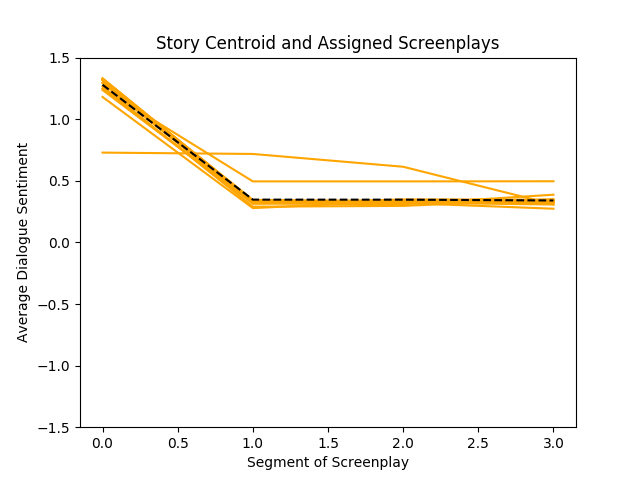 Story Centroid and Assigned Screenplays
1.5
1.0
0.5
0.0
−0.5
−1.0
−1.5
Average Dialogue Sentiment
0.0 0.5 1.0 1.5 2.0 2.5 3.0
Segment of Screenplay